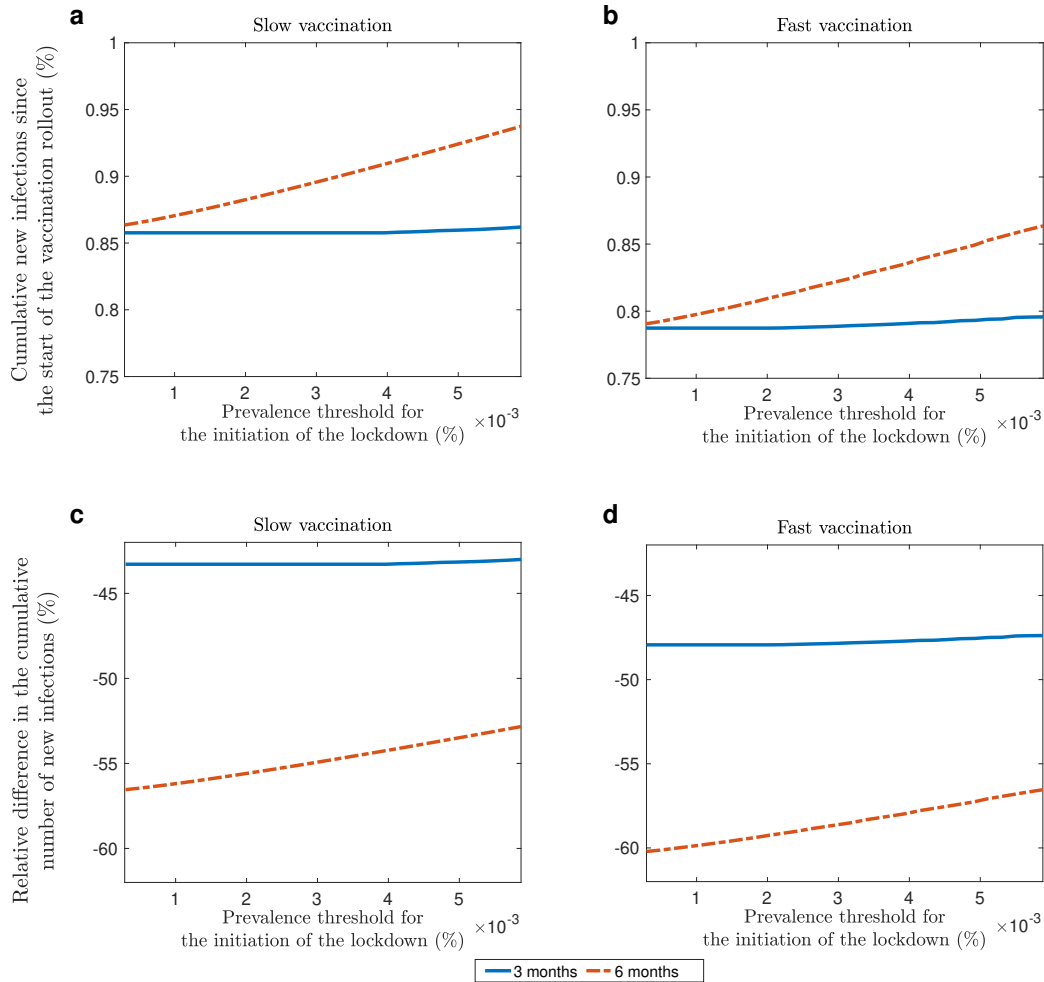 a
Slow vaccination
Cumulative new infections since
the start of the vaccination rollout (%)
1
0.95
0.9
0.85
0.8
0.75
1 2 3 4 5
Prevalence threshold for
the initiation of the lockdown (%)
×10⁻³
b
Fast vaccination
1
0.95
0.9
0.85
0.8
0.75
1 2 3 4 5
Prevalence threshold for
the initiation of the lockdown (%)
×10⁻³
c
Slow vaccination
Relative difference in the cumulative
number of new infections (%)
-45
-50
-55
-60
1 2 3 4 5
Prevalence threshold for
the initiation of the lockdown (%)
×10⁻³
d
Fast vaccination
-45
-50
-55
-60
1 2 3 4 5
Prevalence threshold for
the initiation of the lockdown (%)
×10⁻³
3 months 6 months